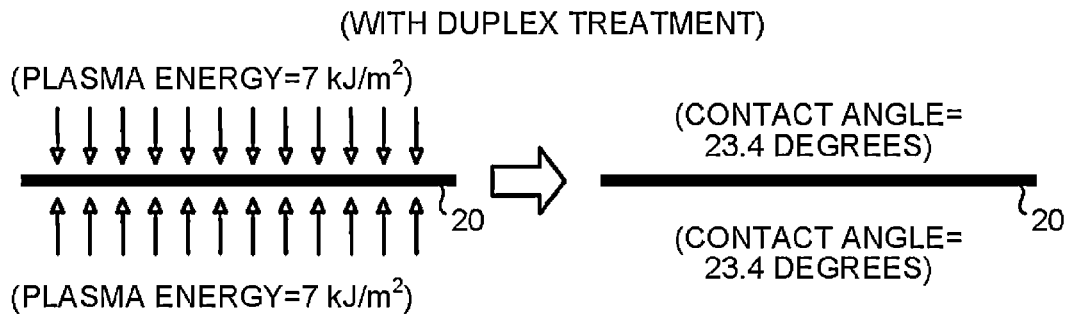 (WITH DUPLEX TREATMENT)
(PLASMA ENERGY=7 kJ/m²)
20
(PLASMA ENERGY=7 kJ/m²)
(CONTACT ANGLE=
23.4 DEGREES)
20
(CONTACT ANGLE=
23.4 DEGREES)